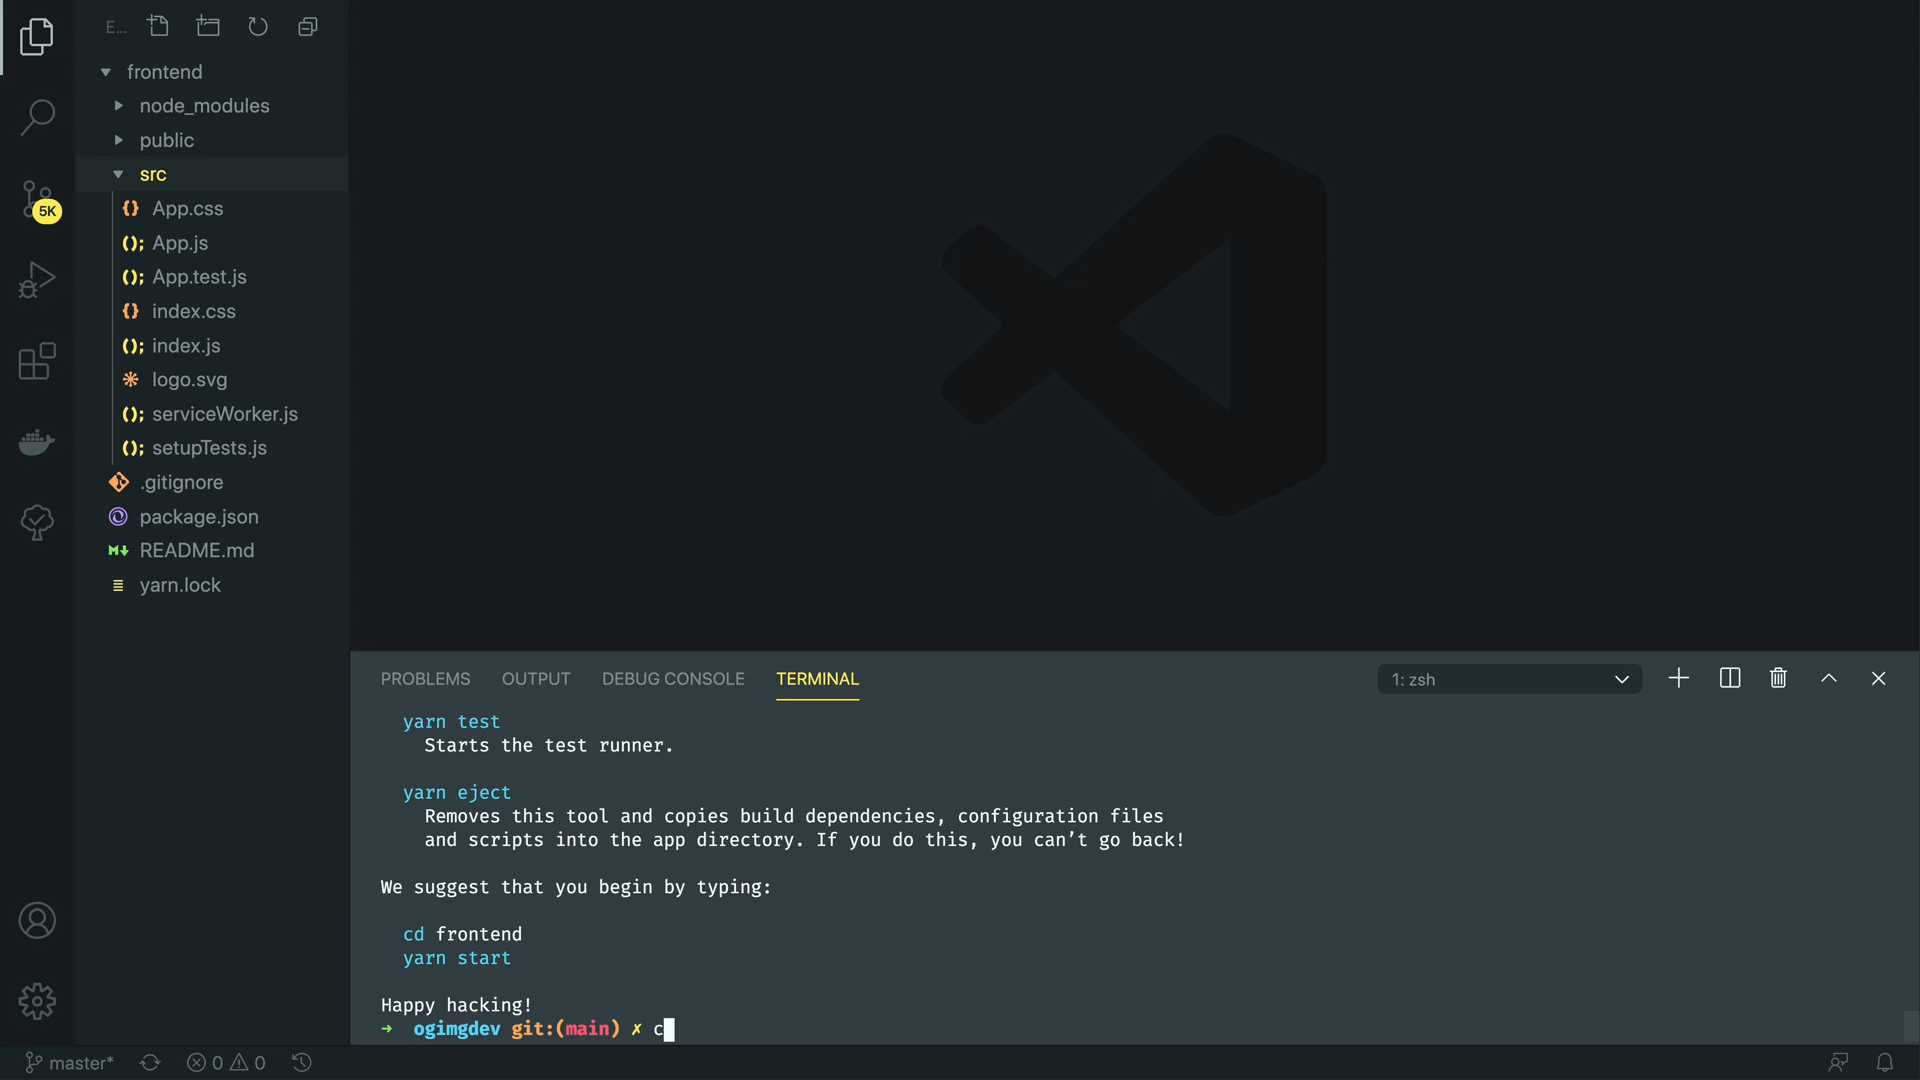 E...
frontend
node_modules
public
src
App.css
App.js
App.test.js
index.css
index.js
logo.svg
serviceWorker.js
setupTests.js
.gitignore
package.json
README.md
yarn.lock
5K
PROBLEMS OUTPUT DEBUG CONSOLE TERMINAL 1: zsh
yarn test
Starts the test runner.
yarn eject
Removes this tool and copies build dependencies, configuration files
and scripts into the app directory. If you do this, you can’t go back!
We suggest that you begin by typing:
cd frontend
yarn start
Happy hacking!
➜ ogimgdev git:(main) ✗ c
master* 0 0